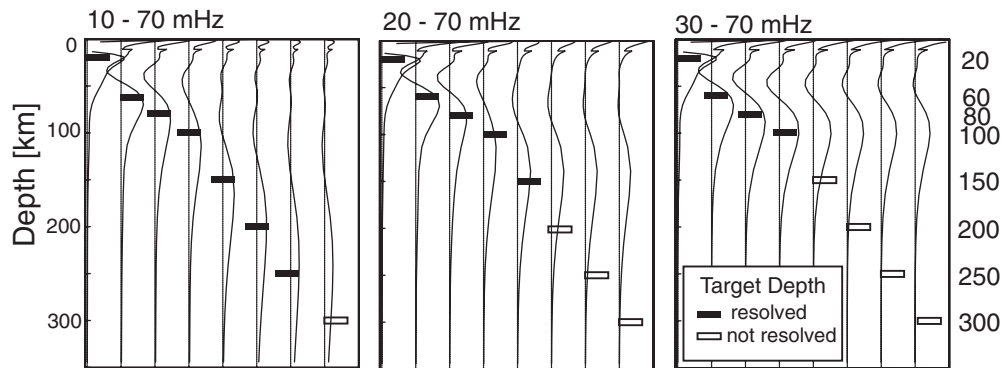 10 - 70 mHz
20 - 70 mHz
30 - 70 mHz
Depth [km]
0
100
200
300
20
60
80
100
150
200
250
300
Target Depth
resolved
not resolved